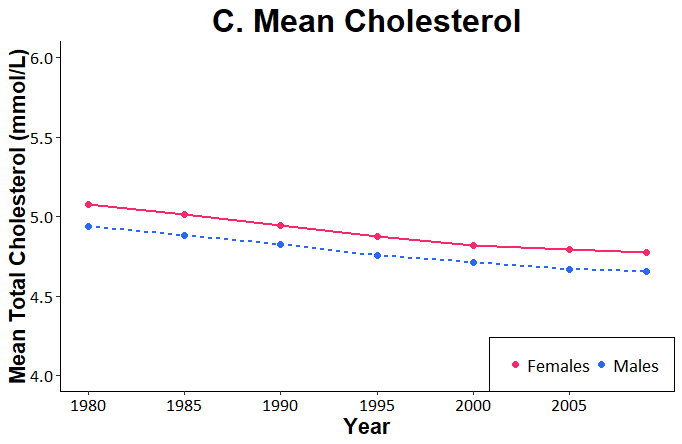 C. Mean Cholesterol
Mean Total Cholesterol (mmol/L)
6.0
5.5
5.0
4.5
4.0
Females Males
1980 1985 1990 1995 2000 2005
Year